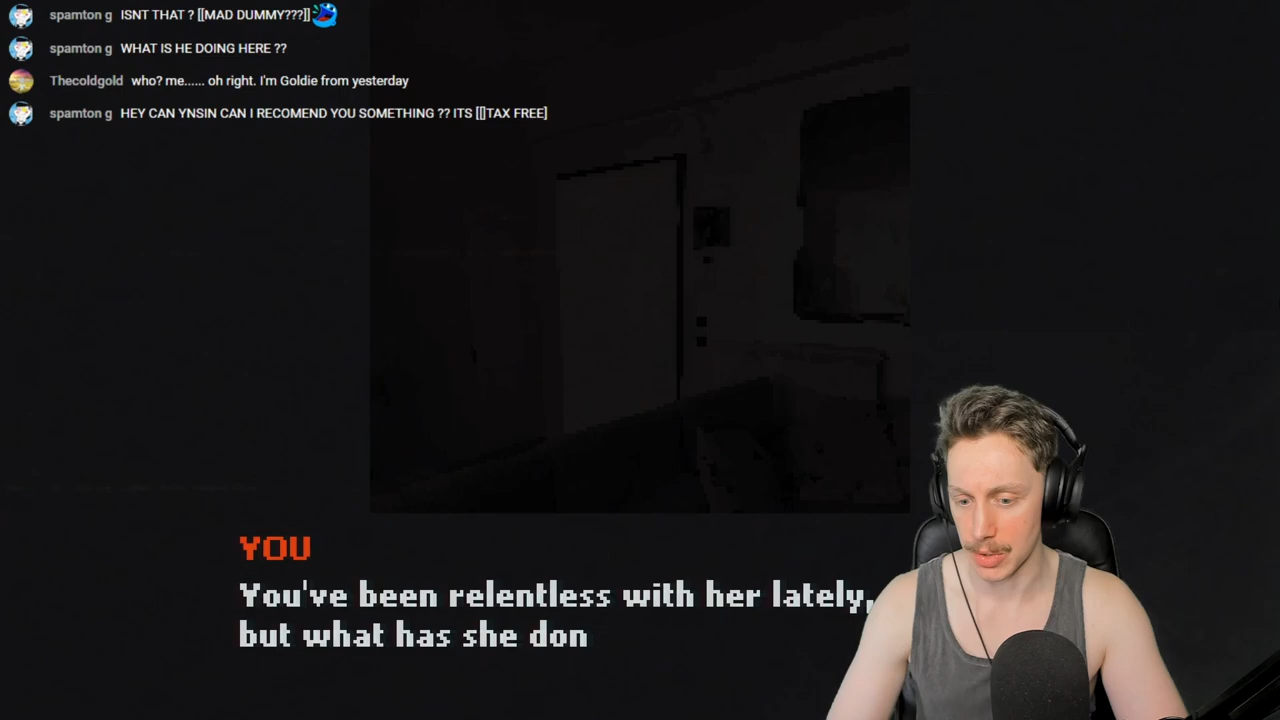 spamton g ISNT THAT ? [[MAD DUMMY???]]
spamton g WHAT IS HE DOING HERE ??
Thecoldgold who? me...... oh right. I'm Goldie from yesterday
spamton g HEY CAN YNSIN CAN I RECOMEND YOU SOMETHING ?? ITS [[]TAX FREE]
YOU
You've been relentless with her lately,
but what has she don